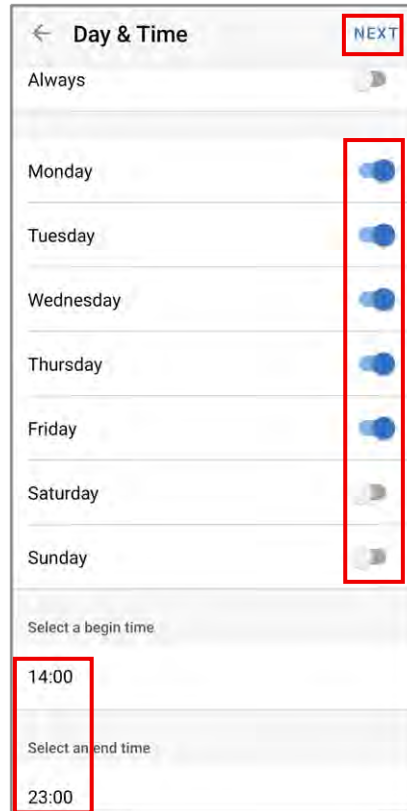 Day & Time NEXT
Always
Monday
Tuesday
Wednesday
Thursday
Friday
Saturday
Sunday
Select a begin time
14:00
Select an end time
23:00